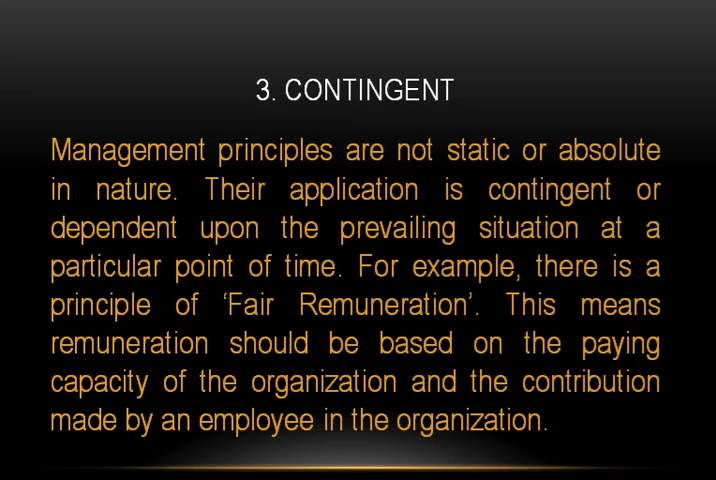 3. CONTINGENT
Management principles are not static or absolute
in nature. Their application is contingent or
dependent upon the prevailing situation at a
particular point of time. For example, there is a
principle of ‘Fair Remuneration’. This means
remuneration should be based on the paying
capacity of the organization and the contribution
made by an employee in the organization.